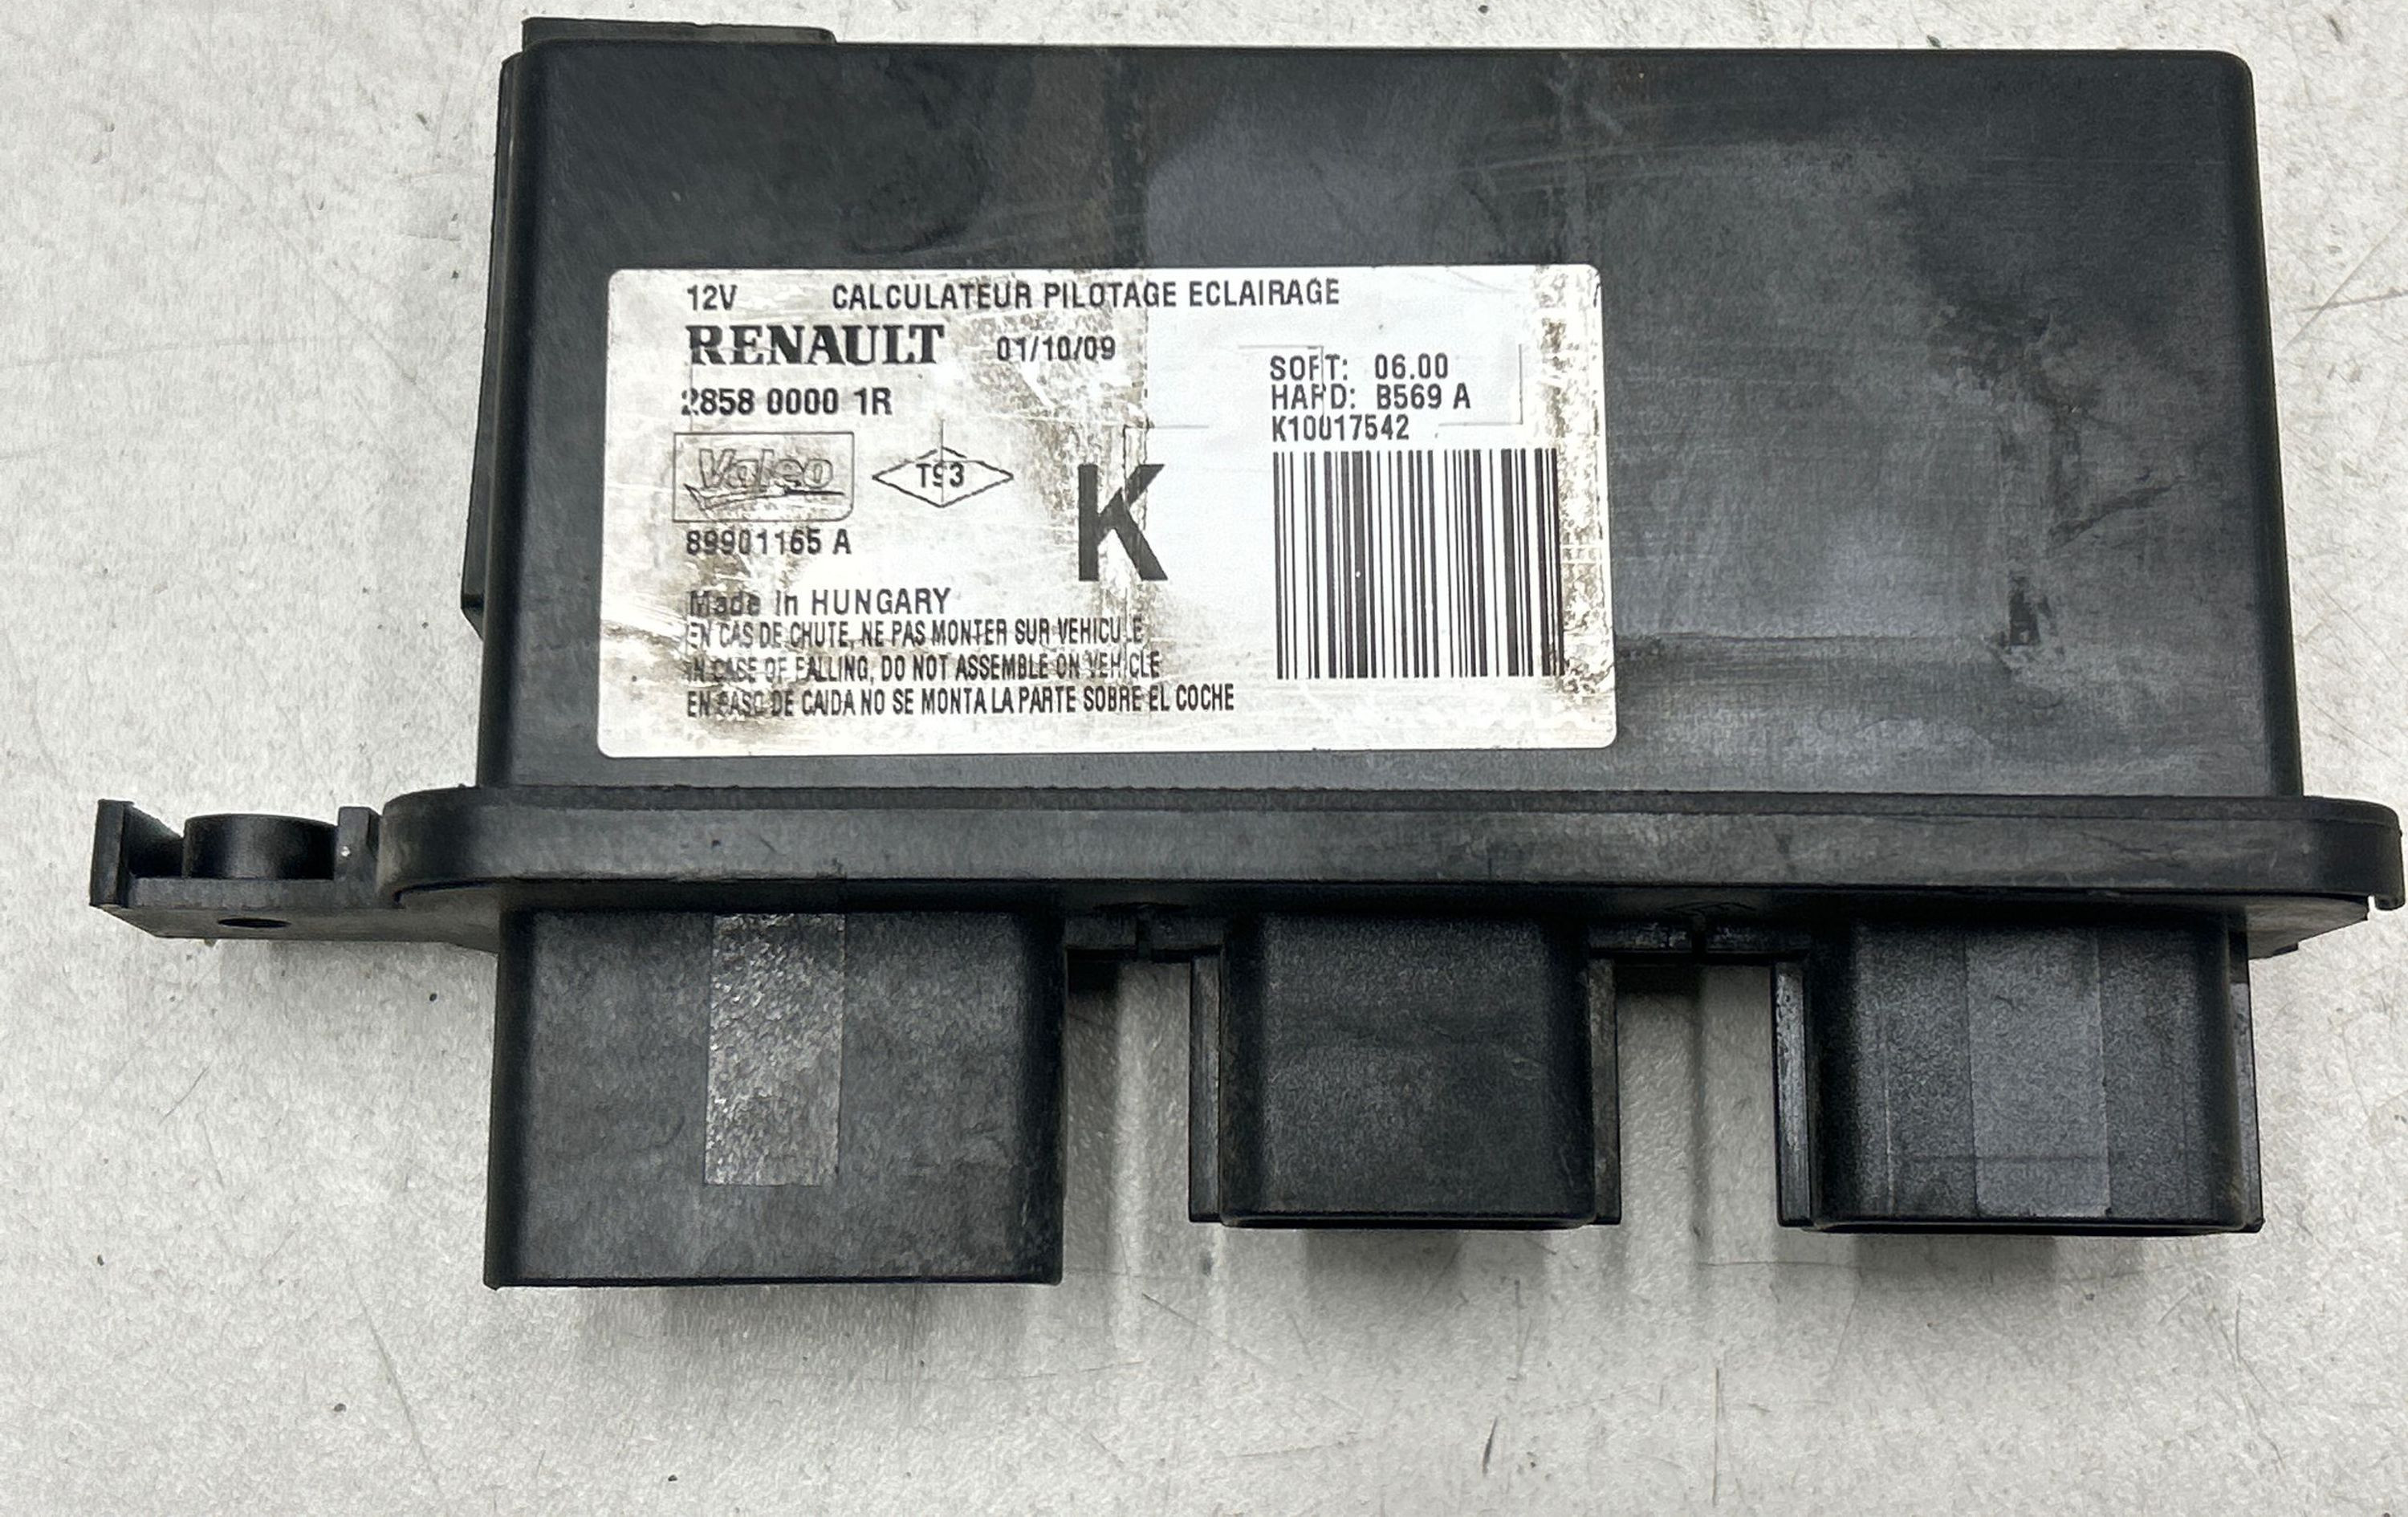 12V CALCULATEUR PILOTAGE ECLAIRAGE
RENAULT 01/10/09
2858 0000 1R
SOFT: 06.00
HARD: B569 A
K10017542
Valeo
T93
K
89901165 A
Made in HUNGARY
EN CAS DE CHUTE, NE PAS MONTER SUR VEHICULE
IN CASE OF FALLING, DO NOT ASSEMBLE ON VEHICLE
EN CASO DE CAIDA NO SE MONTA LA PARTE SOBRE EL COCHE